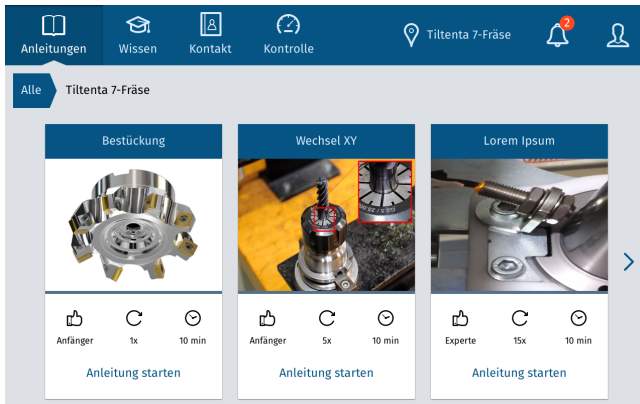 Anleitungen Wissen Kontakt Kontrolle Tiltenta 7-Fräse 2
Alle Tiltenta 7-Fräse
Bestückung Wechsel XY Lorem Ipsum
Anfänger 1x 10 min Anfänger 5x 10 min Experte 15x 10 min
Anleitung starten Anleitung starten Anleitung starten